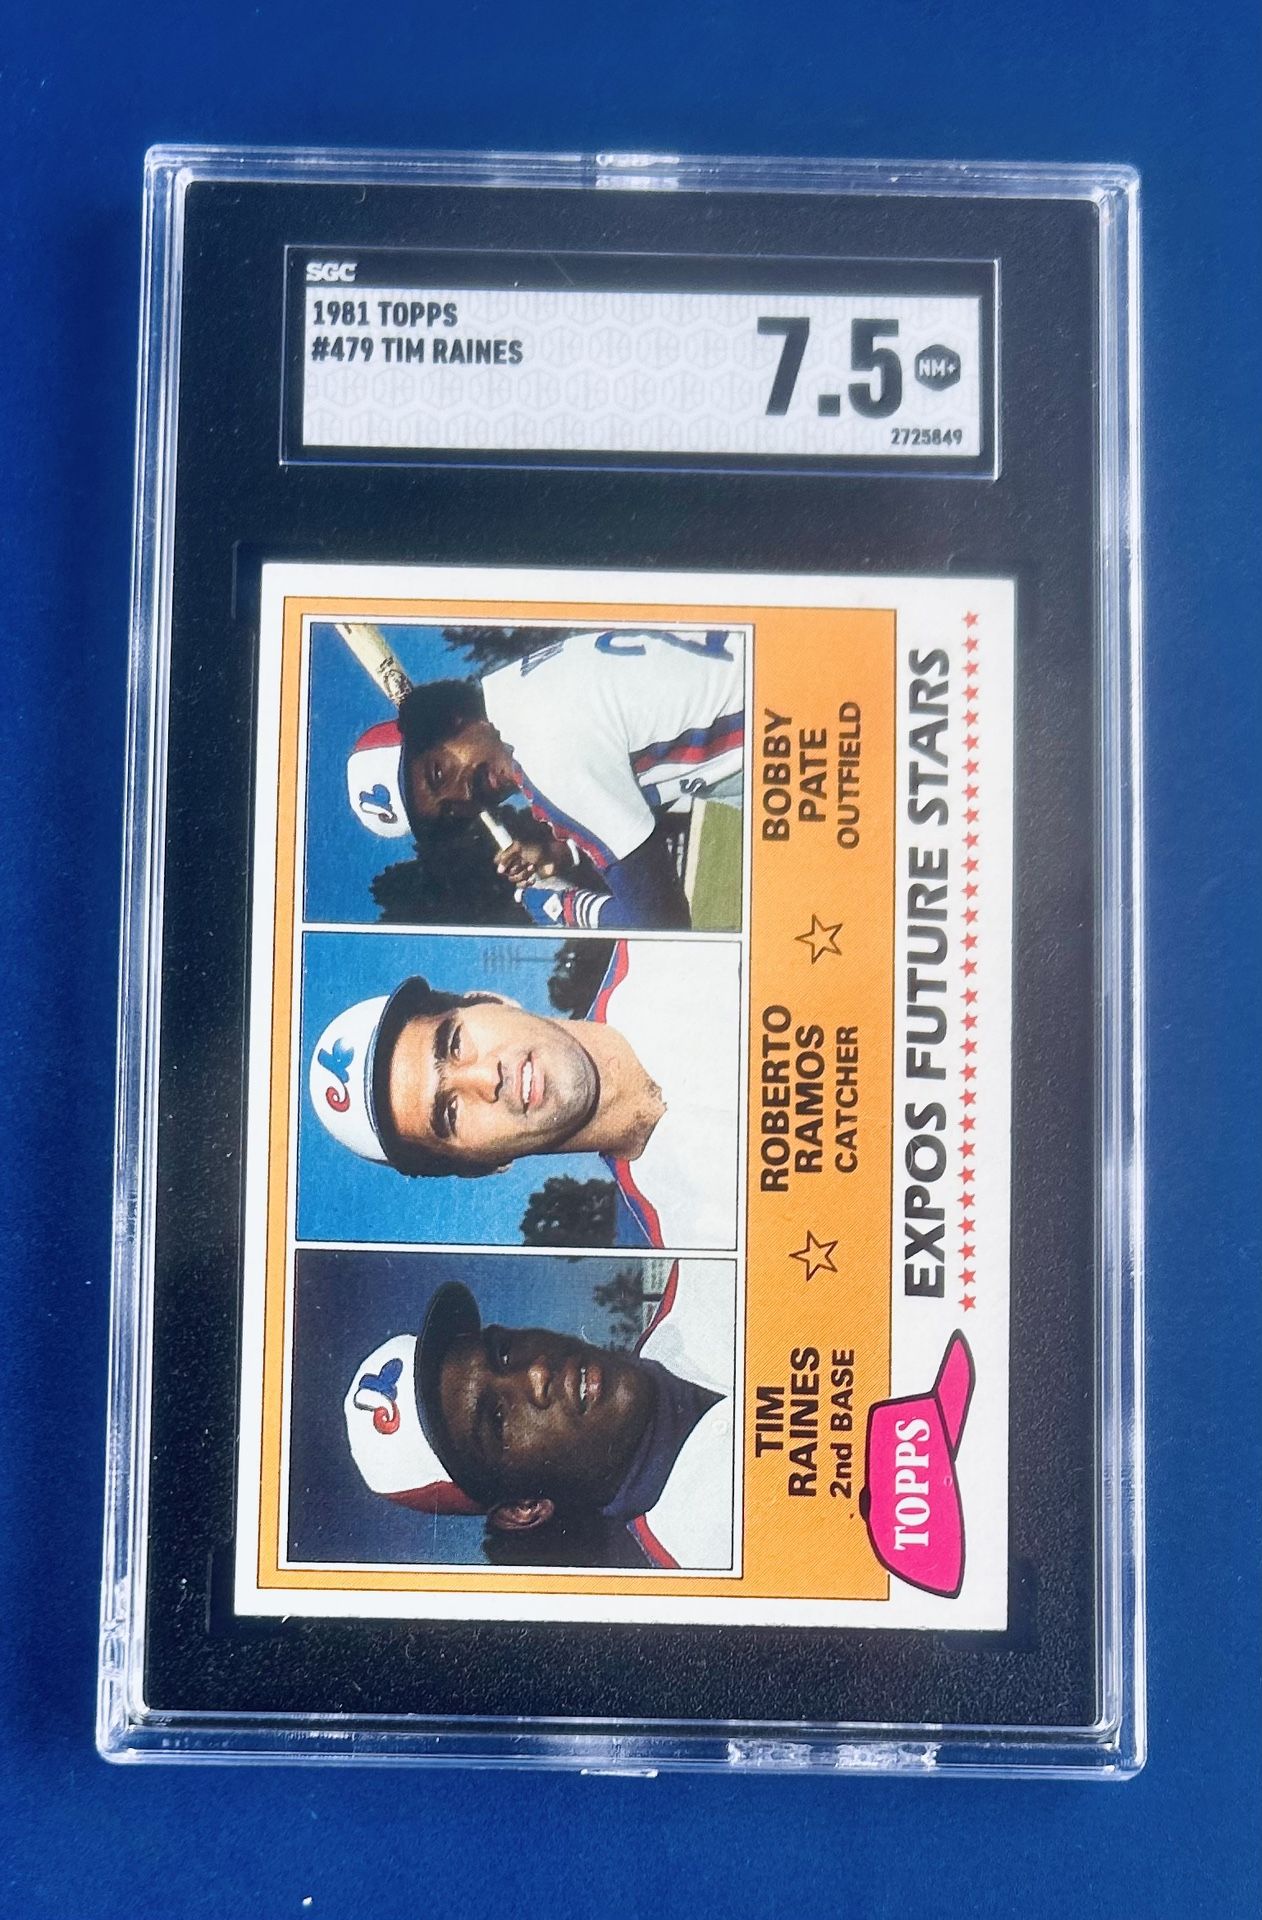 SGC
1981 TOPPS
#479 TIM RAINES
7.5
NM+
2725849
TIM
RAINES
2nd BASE
ROBERTO
RAMOS
CATCHER
BOBBY
PATE
OUTFIELD
TOPPS
EXPOS FUTURE STARS